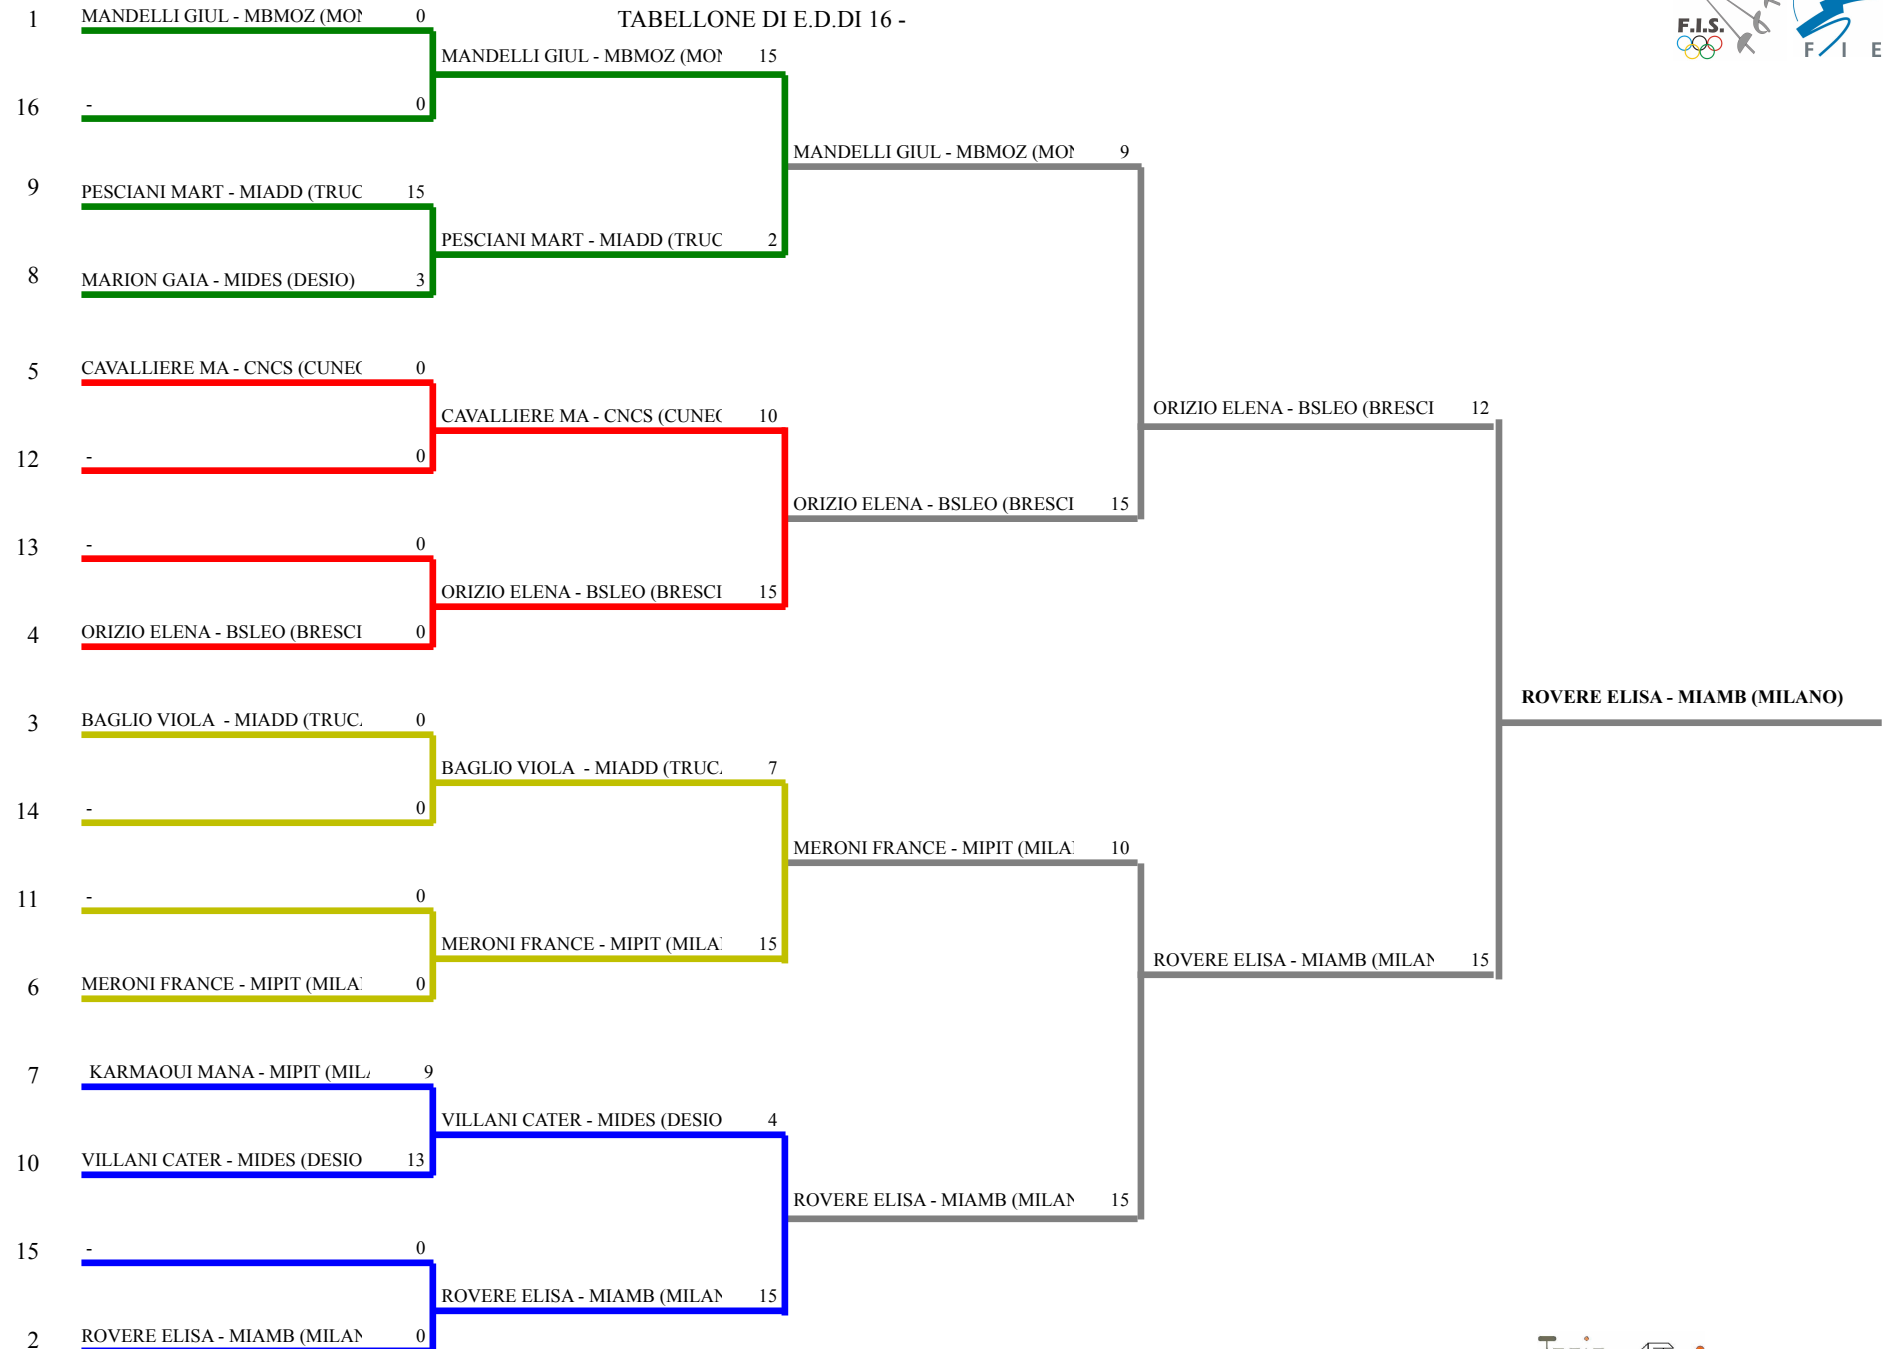 TABELLONE DI E.D.DI 16 -
F.I.S.
F I E
1 MANDELLI GIUL - MBMOZ (MON 0
MANDELLI GIUL - MBMOZ (MON 15
16 - 0
MANDELLI GIUL - MBMOZ (MON 9
9 PESCIANI MART - MIADD (TRUC 15
PESCIANI MART - MIADD (TRUC 2
8 MARION GAIA - MIDES (DESIO) 3
5 CAVALLIERE MA - CNCS (CUNEO 0
CAVALLIERE MA - CNCS (CUNEO 10
ORIZIO ELENA - BSLEO (BRESCI 12
12 - 0
ORIZIO ELENA - BSLEO (BRESCI 15
13 - 0
ORIZIO ELENA - BSLEO (BRESCI 15
4 ORIZIO ELENA - BSLEO (BRESCI 0
ROVERE ELISA - MIAMB (MILANO)
3 BAGLIO VIOLA - MIADD (TRUC 0
BAGLIO VIOLA - MIADD (TRUC 7
14 - 0
MERONI FRANCE - MIPIT (MILA 10
11 - 0
MERONI FRANCE - MIPIT (MILA 15
ROVERE ELISA - MIAMB (MILAN 15
6 MERONI FRANCE - MIPIT (MILA 0
7 KARMAOUI MANA - MIPIT (MILA 9
VILLANI CATER - MIDES (DESIO 4
10 VILLANI CATER - MIDES (DESIO 13
ROVERE ELISA - MIAMB (MILAN 15
15 - 0
ROVERE ELISA - MIAMB (MILAN 15
2 ROVERE ELISA - MIAMB (MILAN 0